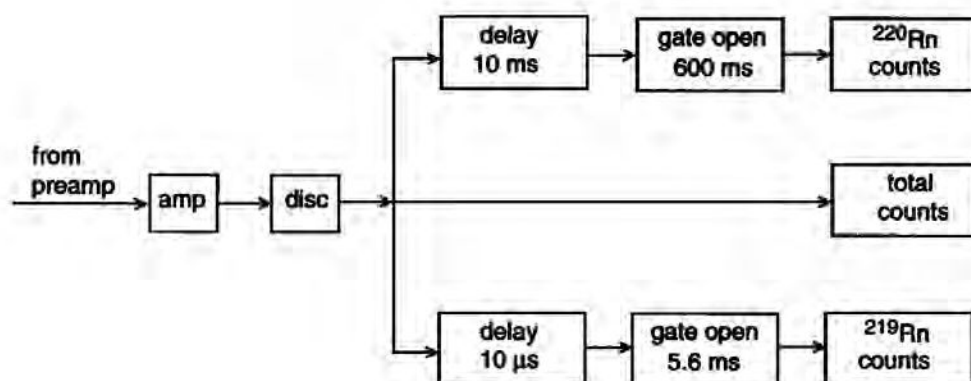 delay
10 ms
gate open
600 ms
²²⁰Rn
counts
from
preamp
amp
disc
total
counts
delay
10 µs
gate open
5.6 ms
²¹⁹Rn
counts